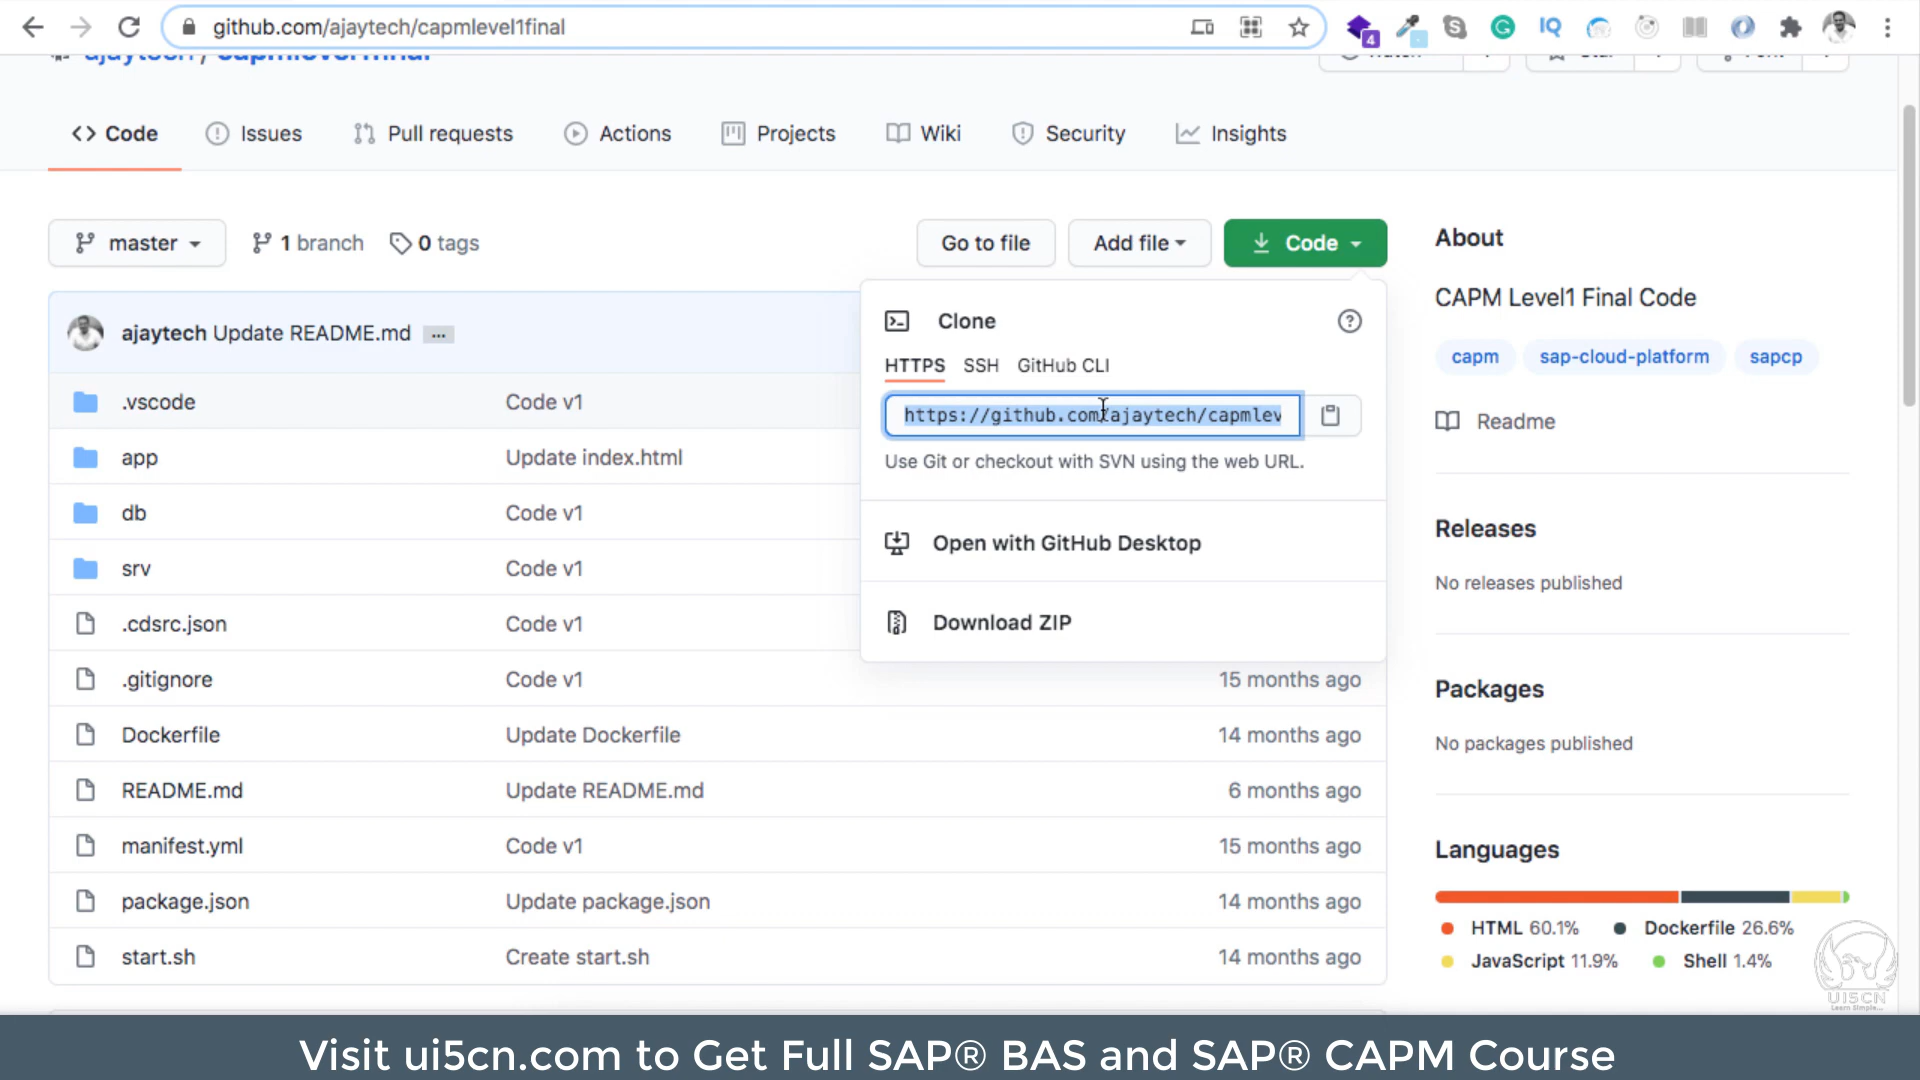 github.com/ajaytech/capmlevel1final
4
IQ
ajaytech / capmlevel1final
Code
Issues
Pull requests
Actions
Projects
Wiki
Security
Insights
master
1 branch
0 tags
Go to file
Add file
Code
ajaytech Update README.md ...
.vscode Code v1
app Update index.html
db Code v1
srv Code v1
.cdsrc.json Code v1
.gitignore Code v1 15 months ago
Dockerfile Update Dockerfile 14 months ago
README.md Update README.md 6 months ago
manifest.yml Code v1 15 months ago
package.json Update package.json 14 months ago
start.sh Create start.sh 14 months ago
Clone
HTTPS SSH GitHub CLI
https://github.com/ajaytech/capmlev
Use Git or checkout with SVN using the web URL.
Open with GitHub Desktop
Download ZIP
About
CAPM Level1 Final Code
capm sap-cloud-platform sapcp
Readme
Releases
No releases published
Packages
No packages published
Languages
HTML 60.1% Dockerfile 26.6%
JavaScript 11.9% Shell 1.4%
UI5CN
Learn Simple...
Visit ui5cn.com to Get Full SAP® BAS and SAP® CAPM Course